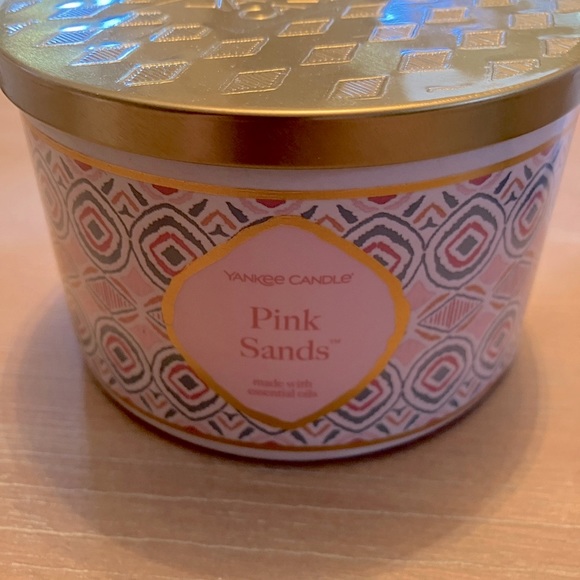 YANKEE CANDLE®
Pink
Sands™
made with
essential oils